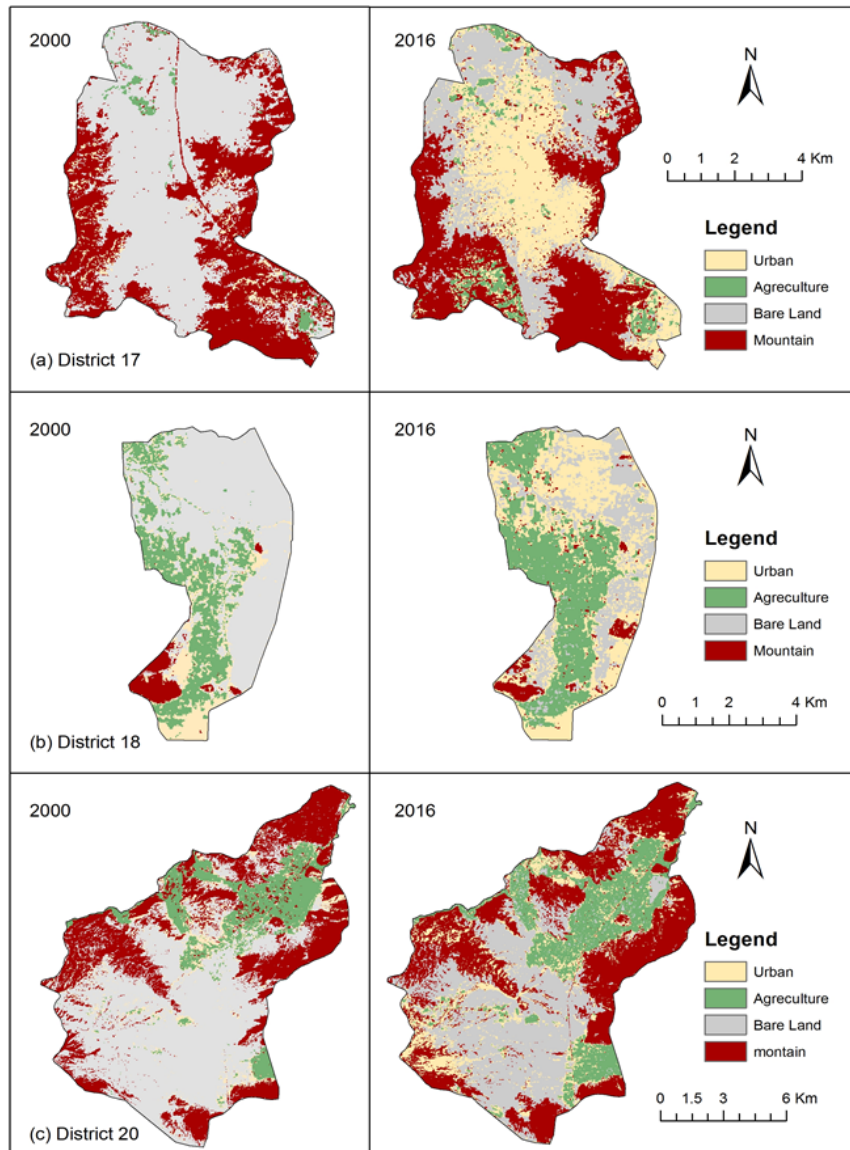 2000
2016
N
0 1 2 4 Km
Legend
Urban
Agreculture
Bare Land
Mountain
(a) District 17
2000
2016
N
Legend
Urban
Agreculture
Bare Land
Mountain
0 1 2 4 Km
(b) District 18
2000
2016
N
Legend
Urban
Agreculture
Bare Land
montain
0 1.5 3 6 Km
(c) District 20